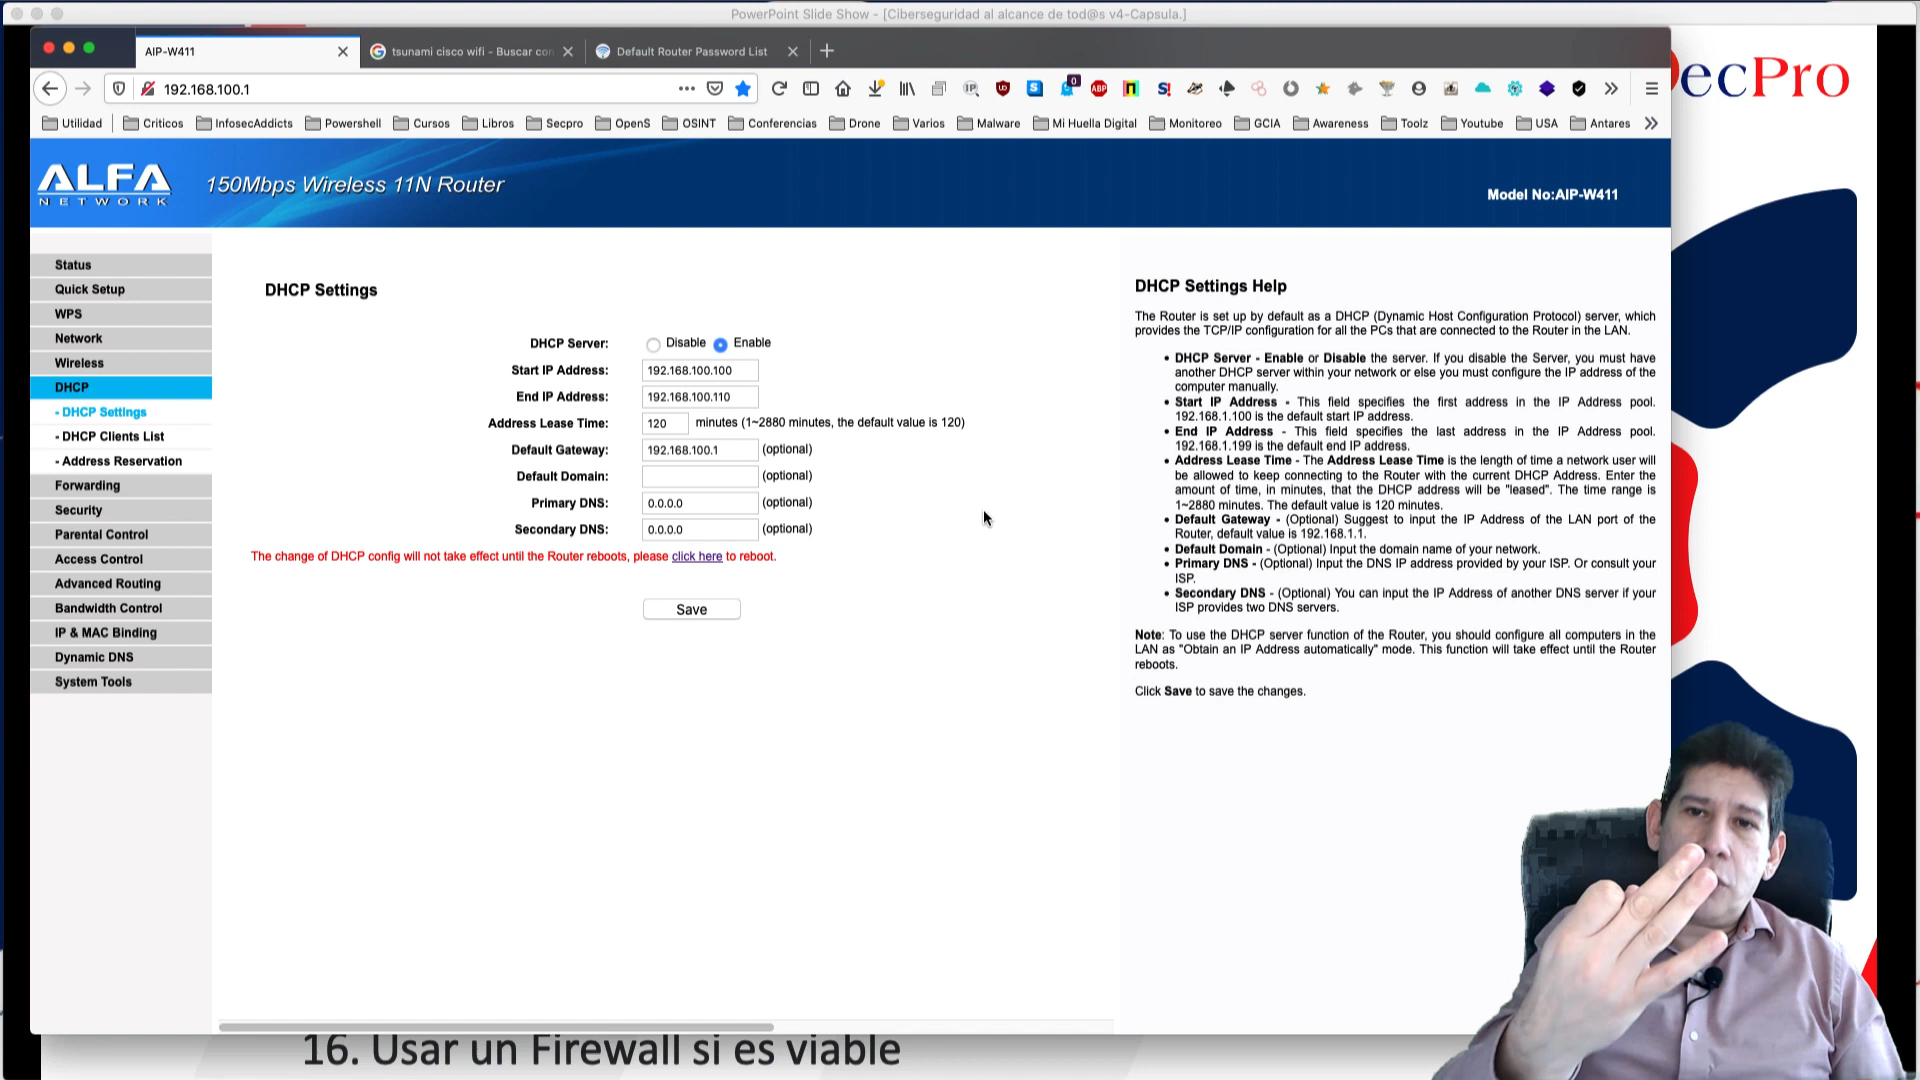 PowerPoint Slide Show - [Ciberseguridad al alcance de tod@s v4-Capsula.]
AIP-W411
tsunami cisco wifi - Buscar con
Default Router Password List
192.168.100.1
Utilidad
Criticos
InfosecAddicts
Powershell
Cursos
Libros
Secpro
OpenS
OSINT
Conferencias
Drone
Varios
Malware
Mi Huella Digital
Monitoreo
GCIA
Awareness
Toolz
Youtube
USA
Antares
ecPro
ALFA
NETWORK
150Mbps Wireless 11N Router
Model No:AIP-W411
Status
Quick Setup
WPS
Network
Wireless
DHCP
- DHCP Settings
- DHCP Clients List
- Address Reservation
Forwarding
Security
Parental Control
Access Control
Advanced Routing
Bandwidth Control
IP & MAC Binding
Dynamic DNS
System Tools
DHCP Settings
DHCP Server: Disable Enable
Start IP Address: 192.168.100.100
End IP Address: 192.168.100.110
Address Lease Time: 120 minutes (1~2880 minutes, the default value is 120)
Default Gateway: 192.168.100.1 (optional)
Default Domain: (optional)
Primary DNS: 0.0.0.0 (optional)
Secondary DNS: 0.0.0.0 (optional)
The change of DHCP config will not take effect until the Router reboots, please click here to reboot.
Save
DHCP Settings Help
The Router is set up by default as a DHCP (Dynamic Host Configuration Protocol) server, which
provides the TCP/IP configuration for all the PCs that are connected to the Router in the LAN.
• DHCP Server - Enable or Disable the server. If you disable the Server, you must have
another DHCP server within your network or else you must configure the IP address of the
computer manually.
• Start IP Address - This field specifies the first address in the IP Address pool.
192.168.1.100 is the default start IP address.
• End IP Address - This field specifies the last address in the IP Address pool.
192.168.1.199 is the default end IP address.
• Address Lease Time - The Address Lease Time is the length of time a network user will
be allowed to keep connecting to the Router with the current DHCP Address. Enter the
amount of time, in minutes, that the DHCP address will be "leased". The time range is
1~2880 minutes. The default value is 120 minutes.
• Default Gateway - (Optional) Suggest to input the IP Address of the LAN port of the
Router, default value is 192.168.1.1.
• Default Domain - (Optional) Input the domain name of your network.
• Primary DNS - (Optional) Input the DNS IP address provided by your ISP. Or consult your
ISP.
• Secondary DNS - (Optional) You can input the IP Address of another DNS server if your
ISP provides two DNS servers.
Note: To use the DHCP server function of the Router, you should configure all computers in the
LAN as "Obtain an IP Address automatically" mode. This function will take effect until the Router
reboots.
Click Save to save the changes.
16. Usar un Firewall si es viable